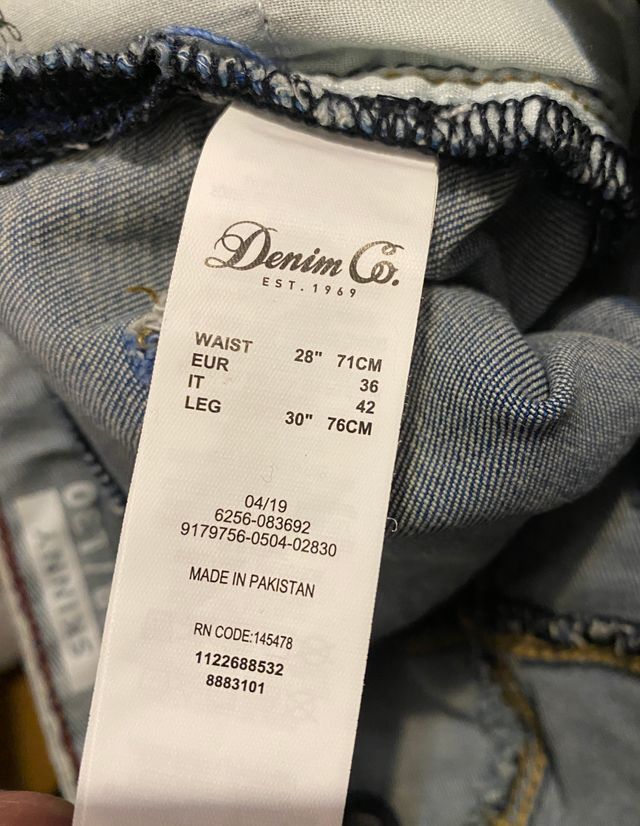 Denim Co.
EST. 1969
WAIST 28" 71CM
EUR 36
IT 42
LEG 30" 76CM
04/19
6256-083692
9179756-0504-02830
MADE IN PAKISTAN
RN CODE:145478
1122688532
8883101
SKINNY